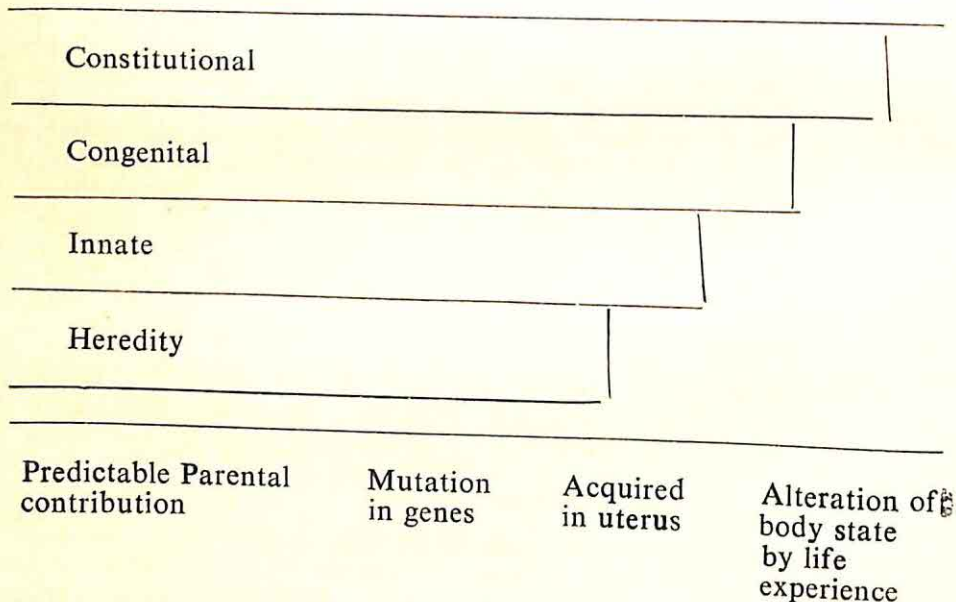 Constitutional
Congenital
Innate
Heredity
Predictable Parental
contribution
Mutation
in genes
Acquired
in uterus
Alteration of
body state
by life
experience